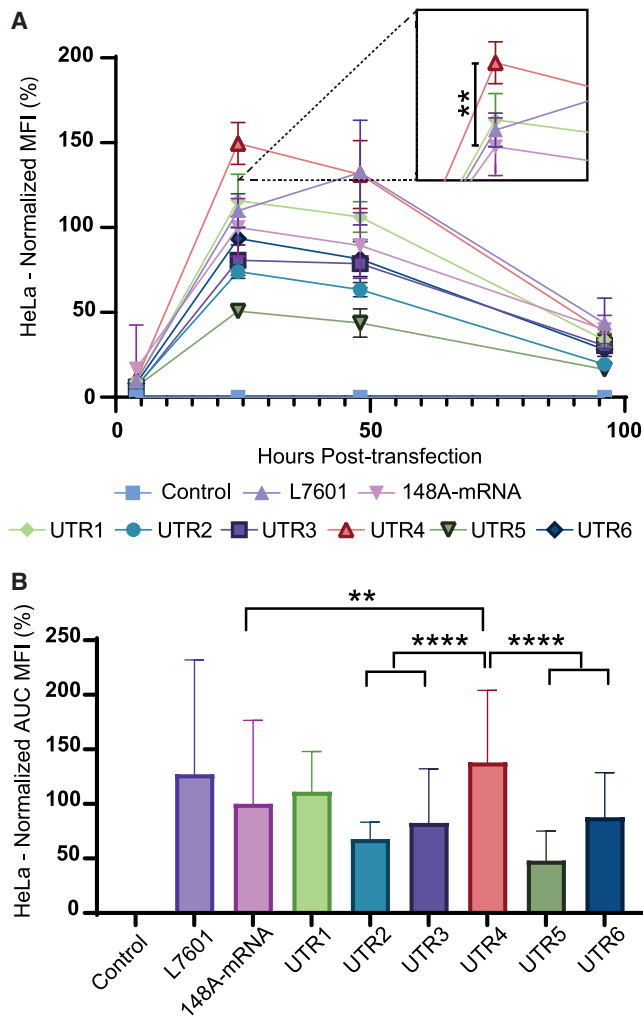 A
HeLa - Normalized MFI (%)
200
150
100
50
0
**
0 50 100
Hours Post-transfection
Control L7601 148A-mRNA
UTR1 UTR2 UTR3 UTR4 UTR5 UTR6
B
HeLa - Normalized AUC MFI (%)
250
200
150
100
50
0
**
**** ****
Control L7601 148A-mRNA UTR1 UTR2 UTR3 UTR4 UTR5 UTR6